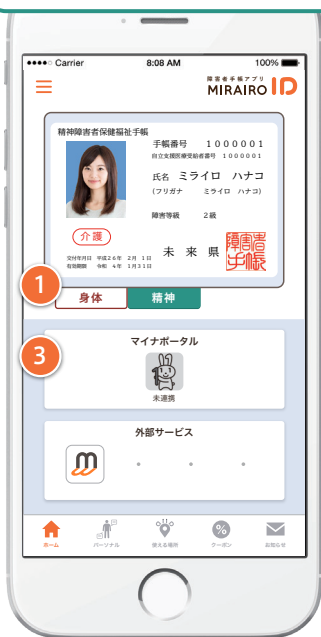 Carrier 8:08 AM 100%
障害者手帳アプリ
MIRAIRO ID
精神障害者保健福祉手帳
手帳番号 1000001
自立支援医療受給者番号 1000001
氏名 ミライロ ハナコ
(フリガナ ミライロ ハナコ)
障害等級 2級
介護
交付年月日 平成26年 2月 1日
有効期限 令和 4年 1月31日
未来県
障害者手帳
1
身体 精神
3
マイナポータル
未連携
外部サービス
m
ホーム パーソナル 使える場所 クーポン お知らせ